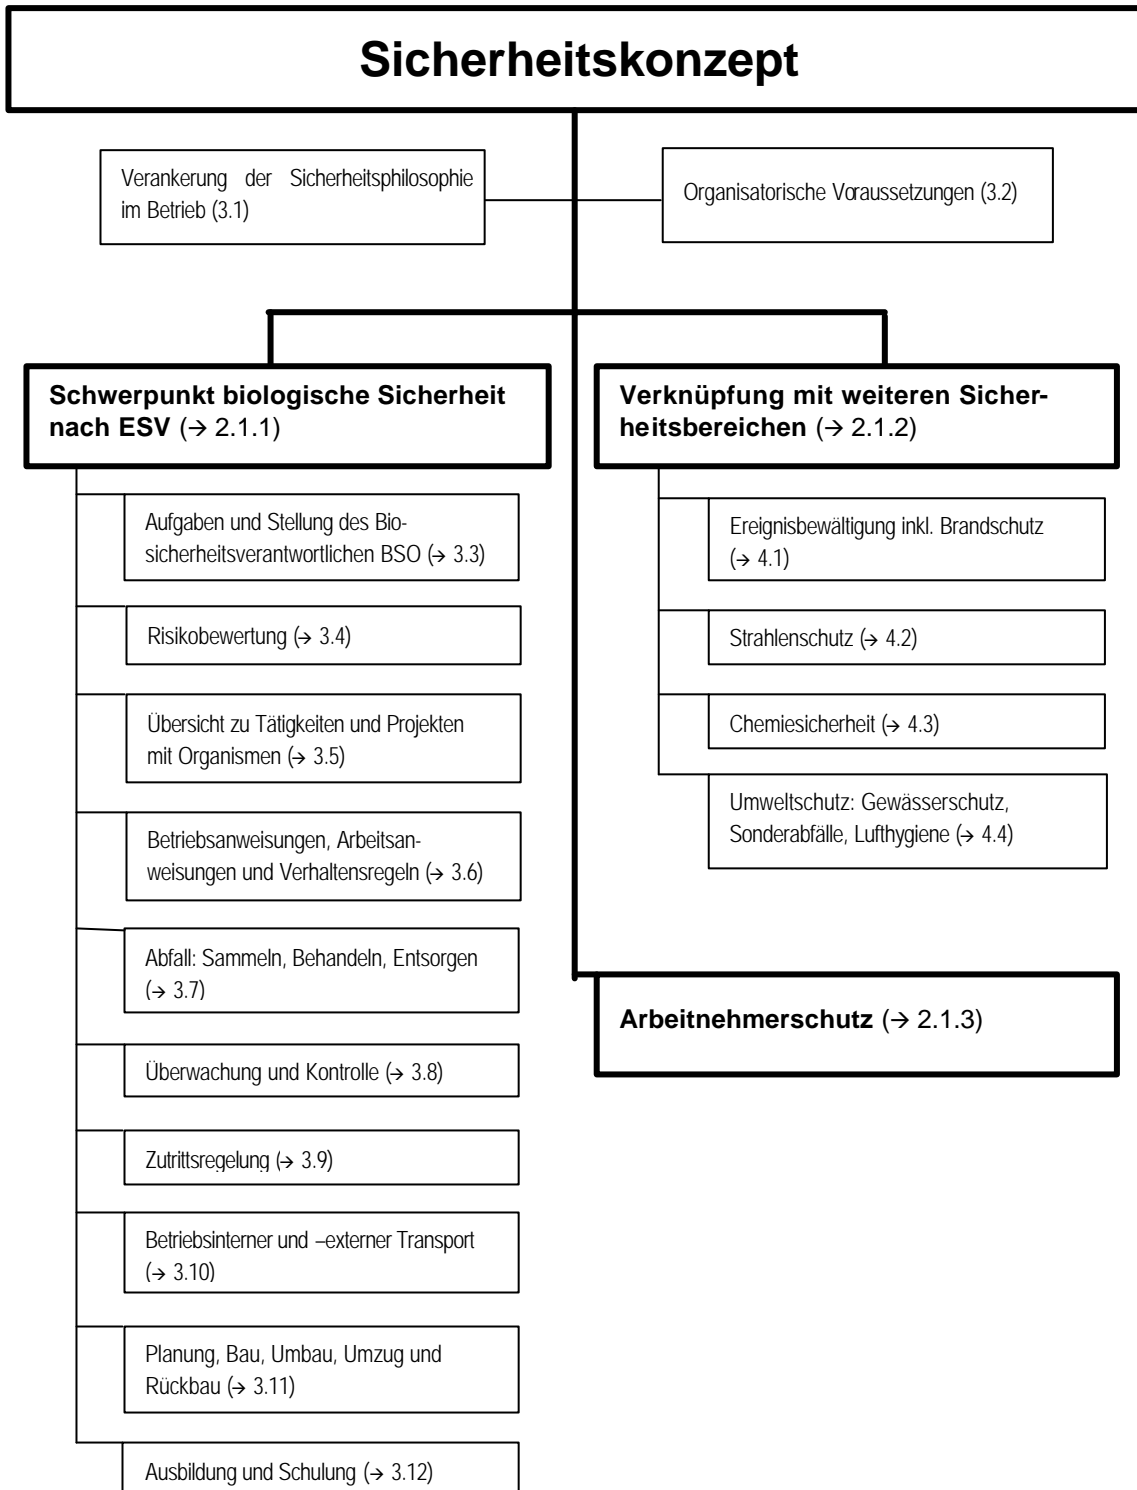 Sicherheitskonzept
Verankerung der Sicherheitsphilosophie
im Betrieb (3.1)
Organisatorische Voraussetzungen (3.2)
Schwerpunkt biologische Sicherheit
nach ESV (→ 2.1.1)
Aufgaben und Stellung des Bio-
sicherheitsverantwortlichen BSO (→ 3.3)
Risikobewertung (→ 3.4)
Übersicht zu Tätigkeiten und Projekten
mit Organismen (→ 3.5)
Betriebsanweisungen, Arbeitsan-
weisungen und Verhaltensregeln (→ 3.6)
Abfall: Sammeln, Behandeln, Entsorgen
(→ 3.7)
Überwachung und Kontrolle (→ 3.8)
Zutrittsregelung (→ 3.9)
Betriebsinterner und –externer Transport
(→ 3.10)
Planung, Bau, Umbau, Umzug und
Rückbau (→ 3.11)
Ausbildung und Schulung (→ 3.12)
Verknüpfung mit weiteren Sicher-
heitsbereichen (→ 2.1.2)
Ereignisbewältigung inkl. Brandschutz
(→ 4.1)
Strahlenschutz (→ 4.2)
Chemiesicherheit (→ 4.3)
Umweltschutz: Gewässerschutz,
Sonderabfälle, Lufthygiene (→ 4.4)
Arbeitnehmerschutz (→ 2.1.3)